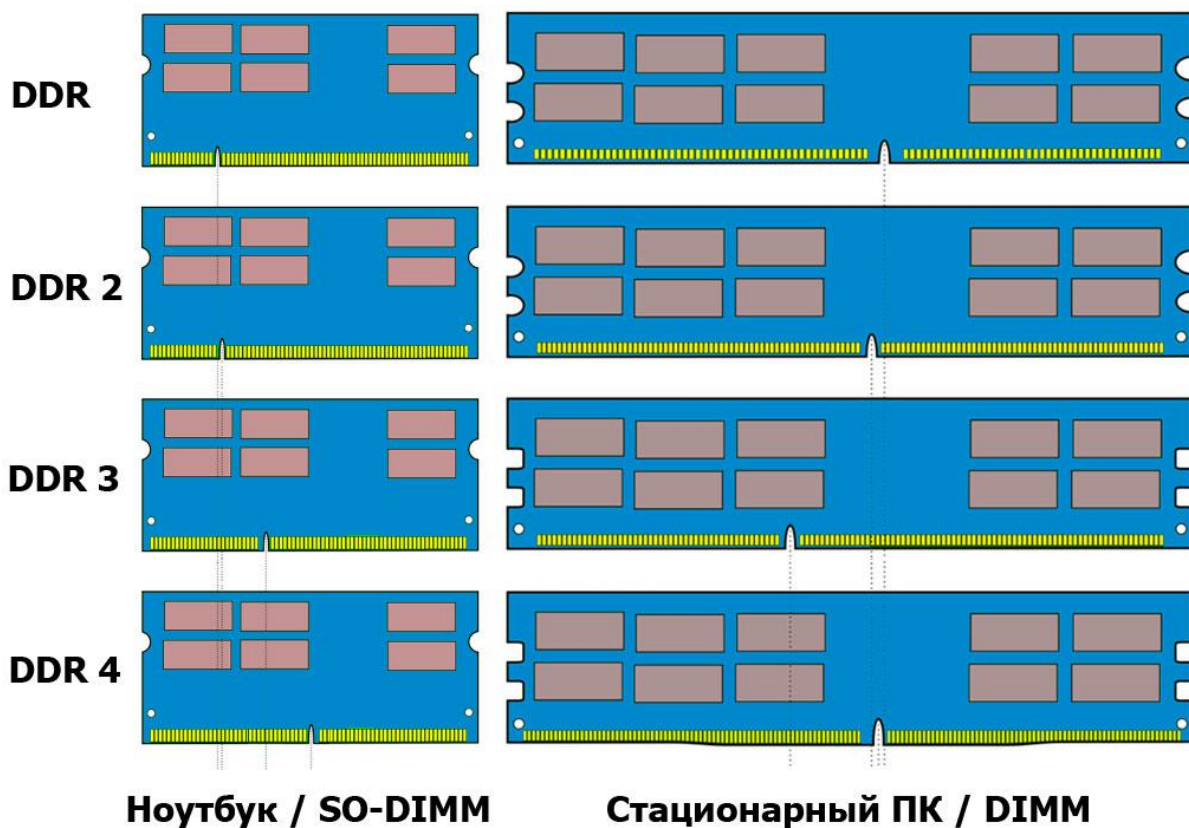 DDR
DDR 2
DDR 3
DDR 4
Ноутбук / SO-DIMM
Стационарный ПК / DIMM